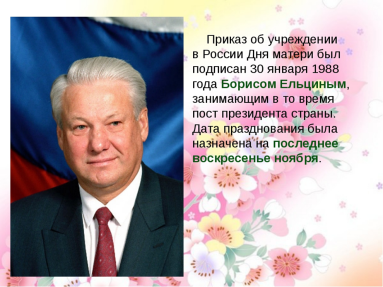 Приказ об учреждении
в России Дня матери был
подписан 30 января 1988
года Борисом Ельциным,
занимающим в то время
пост президента страны.
Дата празднования была
назначена на последнее
воскресенье ноября.